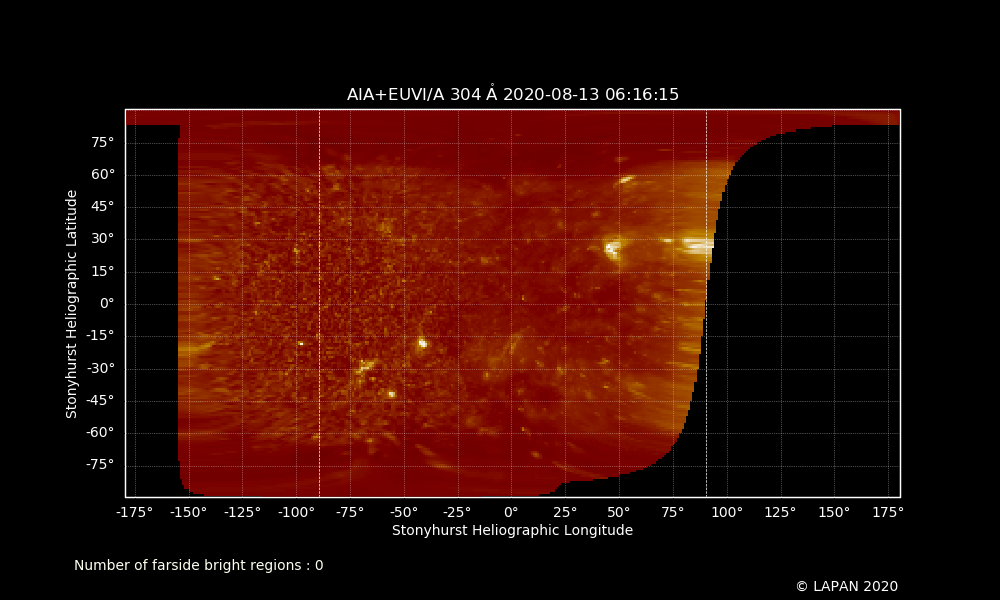 AIA+EUVI/A 304 Å 2020-08-13 06:16:15
75°
60°
45°
30°
15°
0°
-15°
-30°
-45°
-60°
-75°
Stonyhurst Heliographic Latitude
-175° -150° -125° -100° -75° -50° -25° 0° 25° 50° 75° 100° 125° 150° 175°
Stonyhurst Heliographic Longitude
Number of farside bright regions : 0
© LAPAN 2020